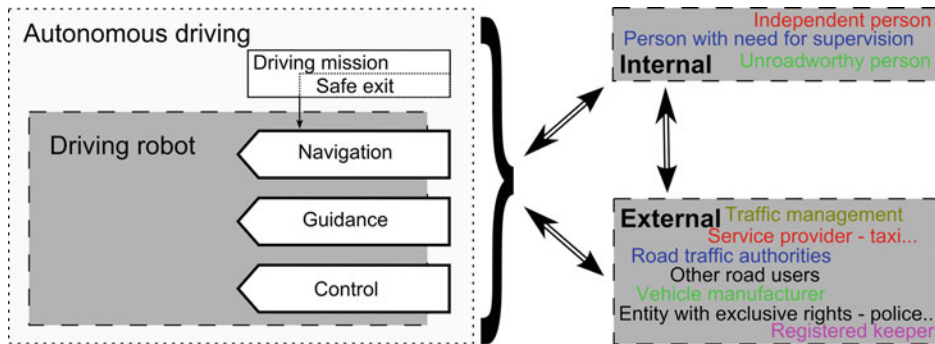 Autonomous driving
Driving mission
Safe exit
Driving robot
Navigation
Guidance
Control
Independent person
Person with need for supervision
Internal Unroadworthy person
External Traffic management
Service provider - taxi...
Road traffic authorities
Other road users
Vehicle manufacturer
Entity with exclusive rights - police..
Registered keeper